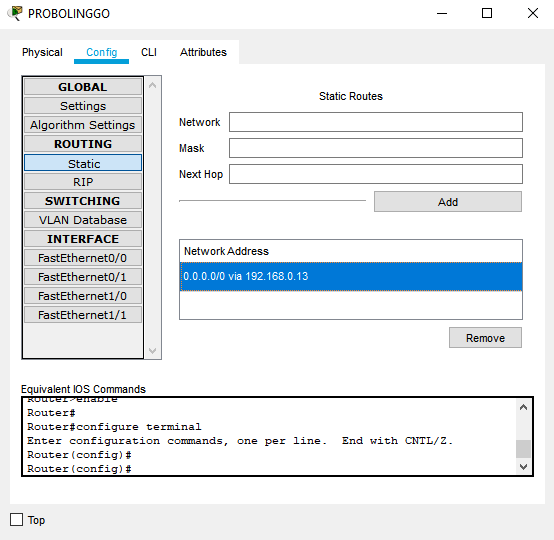 PROBOLINGGO
Physical Config CLI Attributes
GLOBAL
Settings
Algorithm Settings
ROUTING
Static
RIP
SWITCHING
VLAN Database
INTERFACE
FastEthernet0/0
FastEthernet0/1
FastEthernet1/0
FastEthernet1/1
Static Routes
Network
Mask
Next Hop
Add
Network Address
0.0.0.0/0 via 192.168.0.13
Remove
Equivalent IOS Commands
Router>enable
Router#
Router#configure terminal
Enter configuration commands, one per line.  End with CNTL/Z.
Router(config)#
Router(config)#
Top